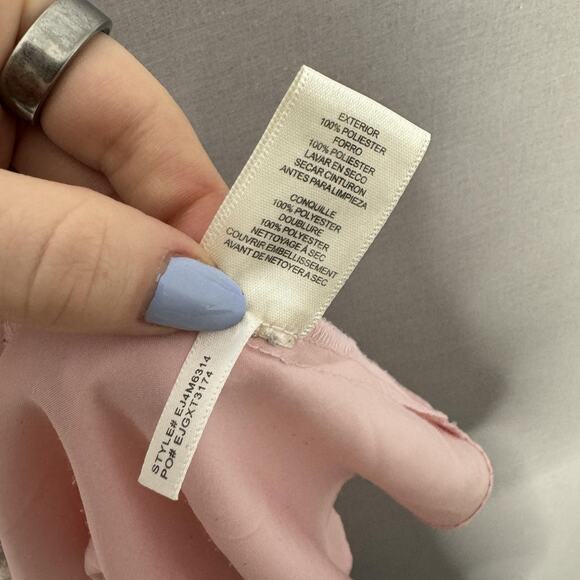 EXTERIOR
100% POLIESTER
FORRO
100% POLIESTER
LAVAR EN SECO
SECAR CINTURON
ANTES PARA LIMPIEZA
CONQUILLE
100% POLYESTER
DOUBLURE
100% POLYESTER
NETTOYAGE À SEC
COUVRIR EMBELLISSEMENT
AVANT DE NETOYER A SEC
STYLE# EJ4M6314
PO# EJGXT3174